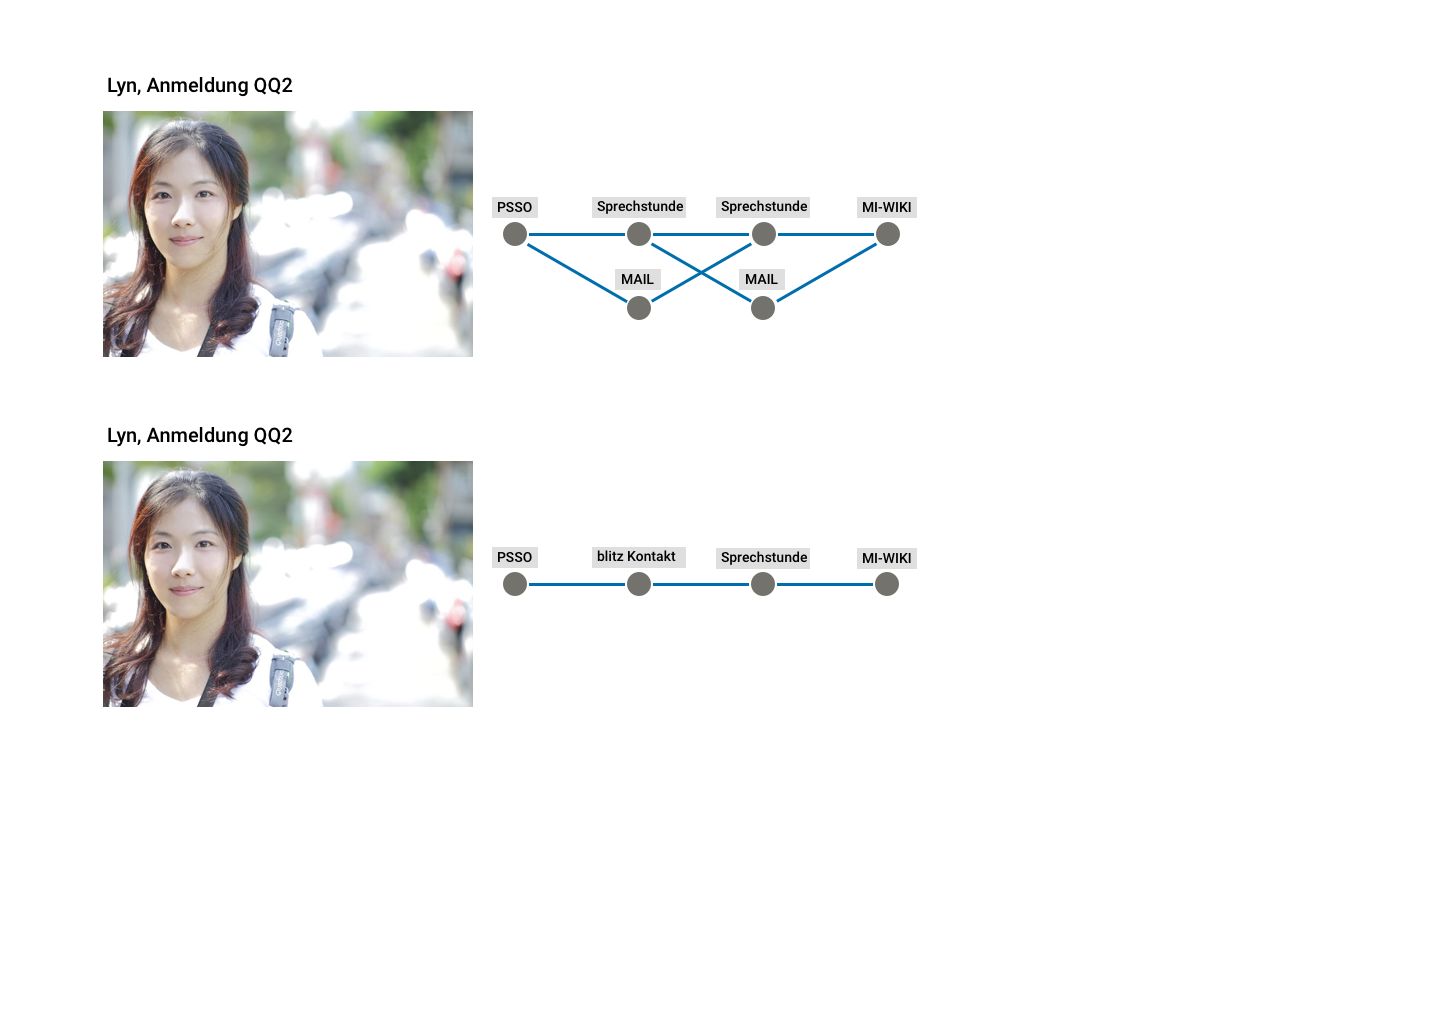 Lyn, Anmeldung QQ2
PSSO
Sprechstunde
Sprechstunde
MI-WIKI
MAIL
MAIL
Lyn, Anmeldung QQ2
PSSO
blitz Kontakt
Sprechstunde
MI-WIKI